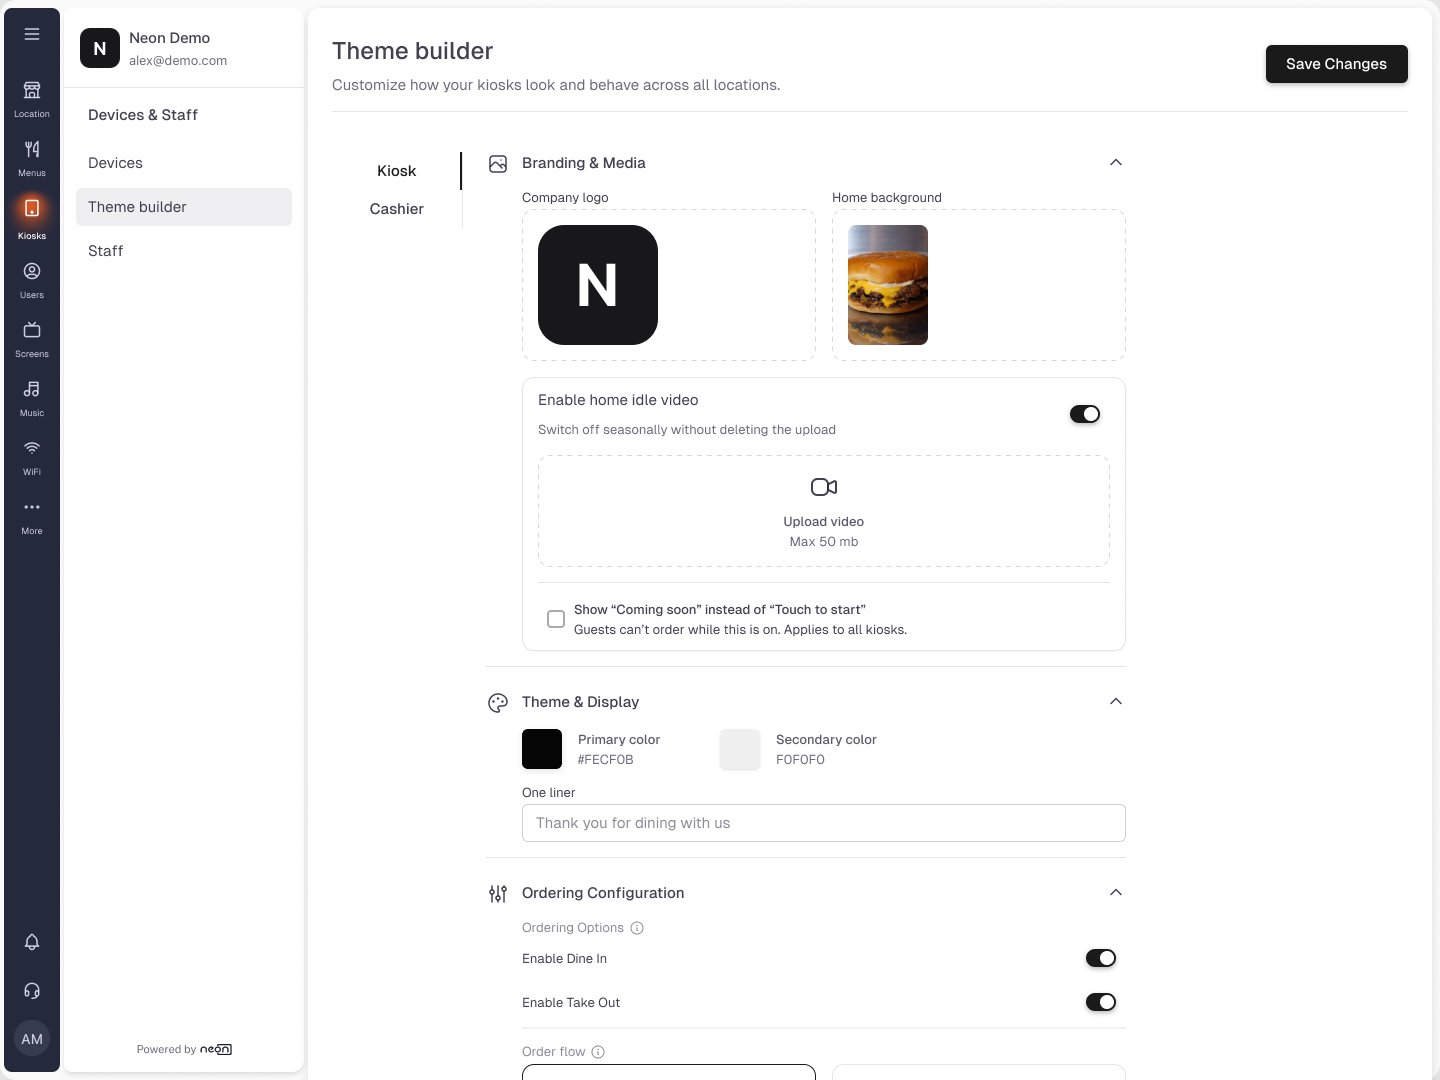 N
Neon Demo
alex@demo.com
Location
Menus
Kiosks
Users
Screens
Music
WiFi
More
AM
Devices & Staff
Devices
Theme builder
Staff
Powered by neon
Theme builder
Customize how your kiosks look and behave across all locations.
Save Changes
Kiosk
Cashier
Branding & Media
Company logo
Home background
N
Enable home idle video
Switch off seasonally without deleting the upload
Upload video
Max 50 mb
Show “Coming soon” instead of “Touch to start”
Guests can’t order while this is on. Applies to all kiosks.
Theme & Display
Primary color
#FECF0B
Secondary color
F0F0F0
One liner
Thank you for dining with us
Ordering Configuration
Ordering Options
Enable Dine In
Enable Take Out
Order flow